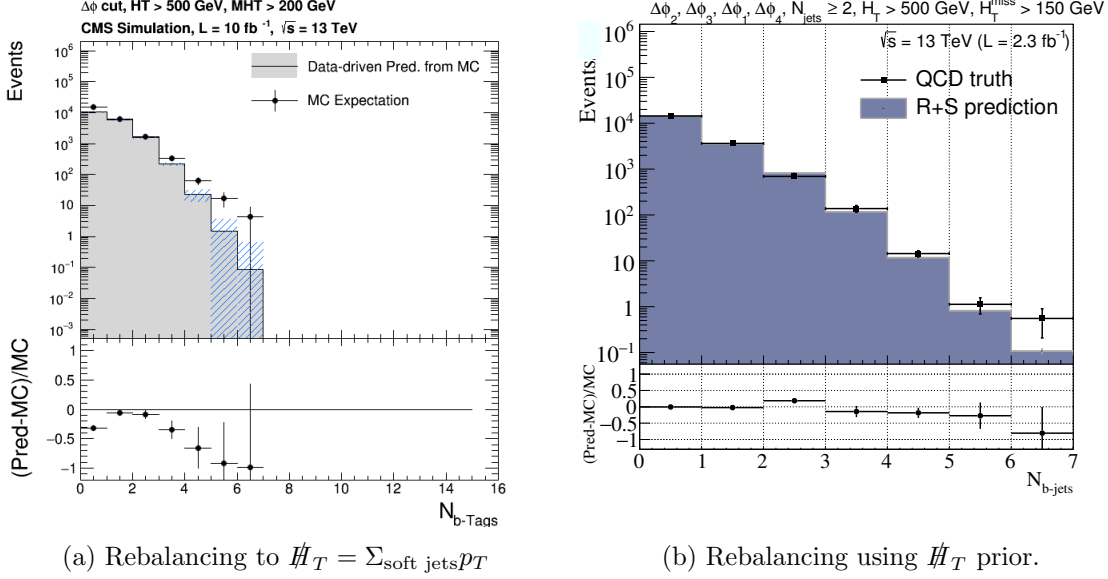 Δϕ cut, HT > 500 GeV, MHT > 200 GeV
CMS Simulation, L = 10 fb⁻¹, √s = 13 TeV
Events
10⁶
10⁵
10⁴
10³
10²
10
1
10⁻¹
10⁻²
10⁻³
Data-driven Pred. from MC
MC Expectation
(Pred-MC)/MC
1
0.5
0
−0.5
−1
0 2 4 6 8 10 12 14 16
N_b-Tags
(a) Rebalancing to H̸_T = Σ_soft jets p_T
Δϕ₂, Δϕ₃, Δϕ₁, Δϕ₄, N_jets ≥ 2, H_T > 500 GeV, H_T^miss > 150 GeV
√s = 13 TeV (L = 2.3 fb⁻¹)
Events
10⁶
10⁵
10⁴
10³
10²
10
1
10⁻¹
QCD truth
R+S prediction
(Pred-MC)/MC
1
0.5
0
−0.5
−1
0 1 2 3 4 5 6 7
N_b-jets
(b) Rebalancing using H̸_T prior.